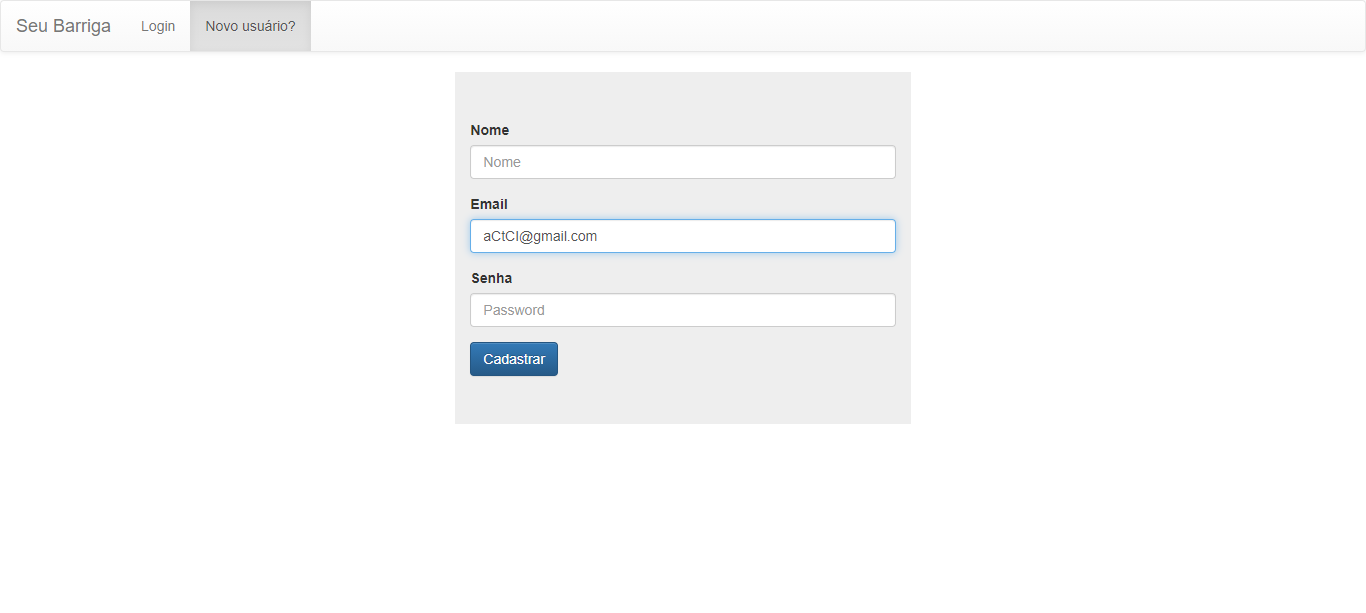 Seu Barriga Login Novo usuário?
Nome
Nome
Email
aCtCI@gmail.com
Senha
Password
Cadastrar